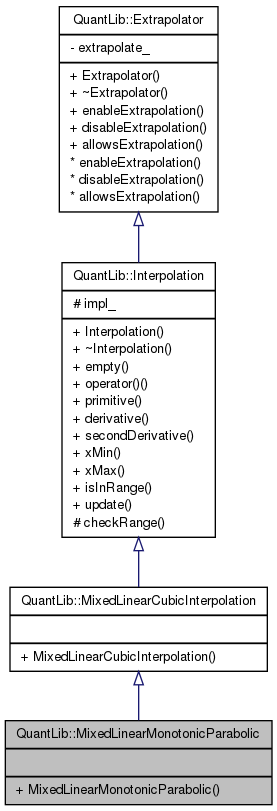 QuantLib::Extrapolator
- extrapolate_
+ Extrapolator()
+ ~Extrapolator()
+ enableExtrapolation()
+ disableExtrapolation()
+ allowsExtrapolation()
* enableExtrapolation()
* disableExtrapolation()
* allowsExtrapolation()
QuantLib::Interpolation
# impl_
+ Interpolation()
+ ~Interpolation()
+ empty()
+ operator()()
+ primitive()
+ derivative()
+ secondDerivative()
+ xMin()
+ xMax()
+ isInRange()
+ update()
# checkRange()
QuantLib::MixedLinearCubicInterpolation
+ MixedLinearCubicInterpolation()
QuantLib::MixedLinearMonotonicParabolic
+ MixedLinearMonotonicParabolic()